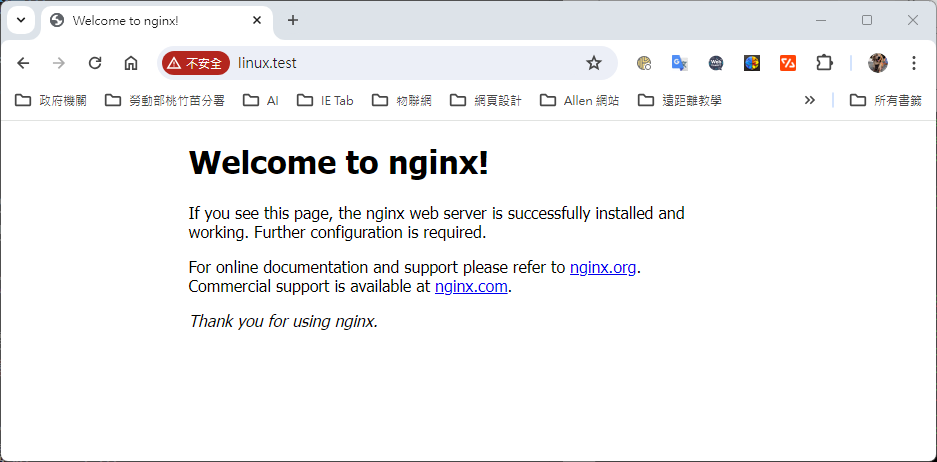 Welcome to nginx!
不安全 linux.test
政府機關 勞動部桃竹苗分署 AI IE Tab 物聯網 網頁設計 Allen 網站 遠距離教學 所有書籤
Welcome to nginx!
If you see this page, the nginx web server is successfully installed and
working. Further configuration is required.
For online documentation and support please refer to nginx.org.
Commercial support is available at nginx.com.
Thank you for using nginx.